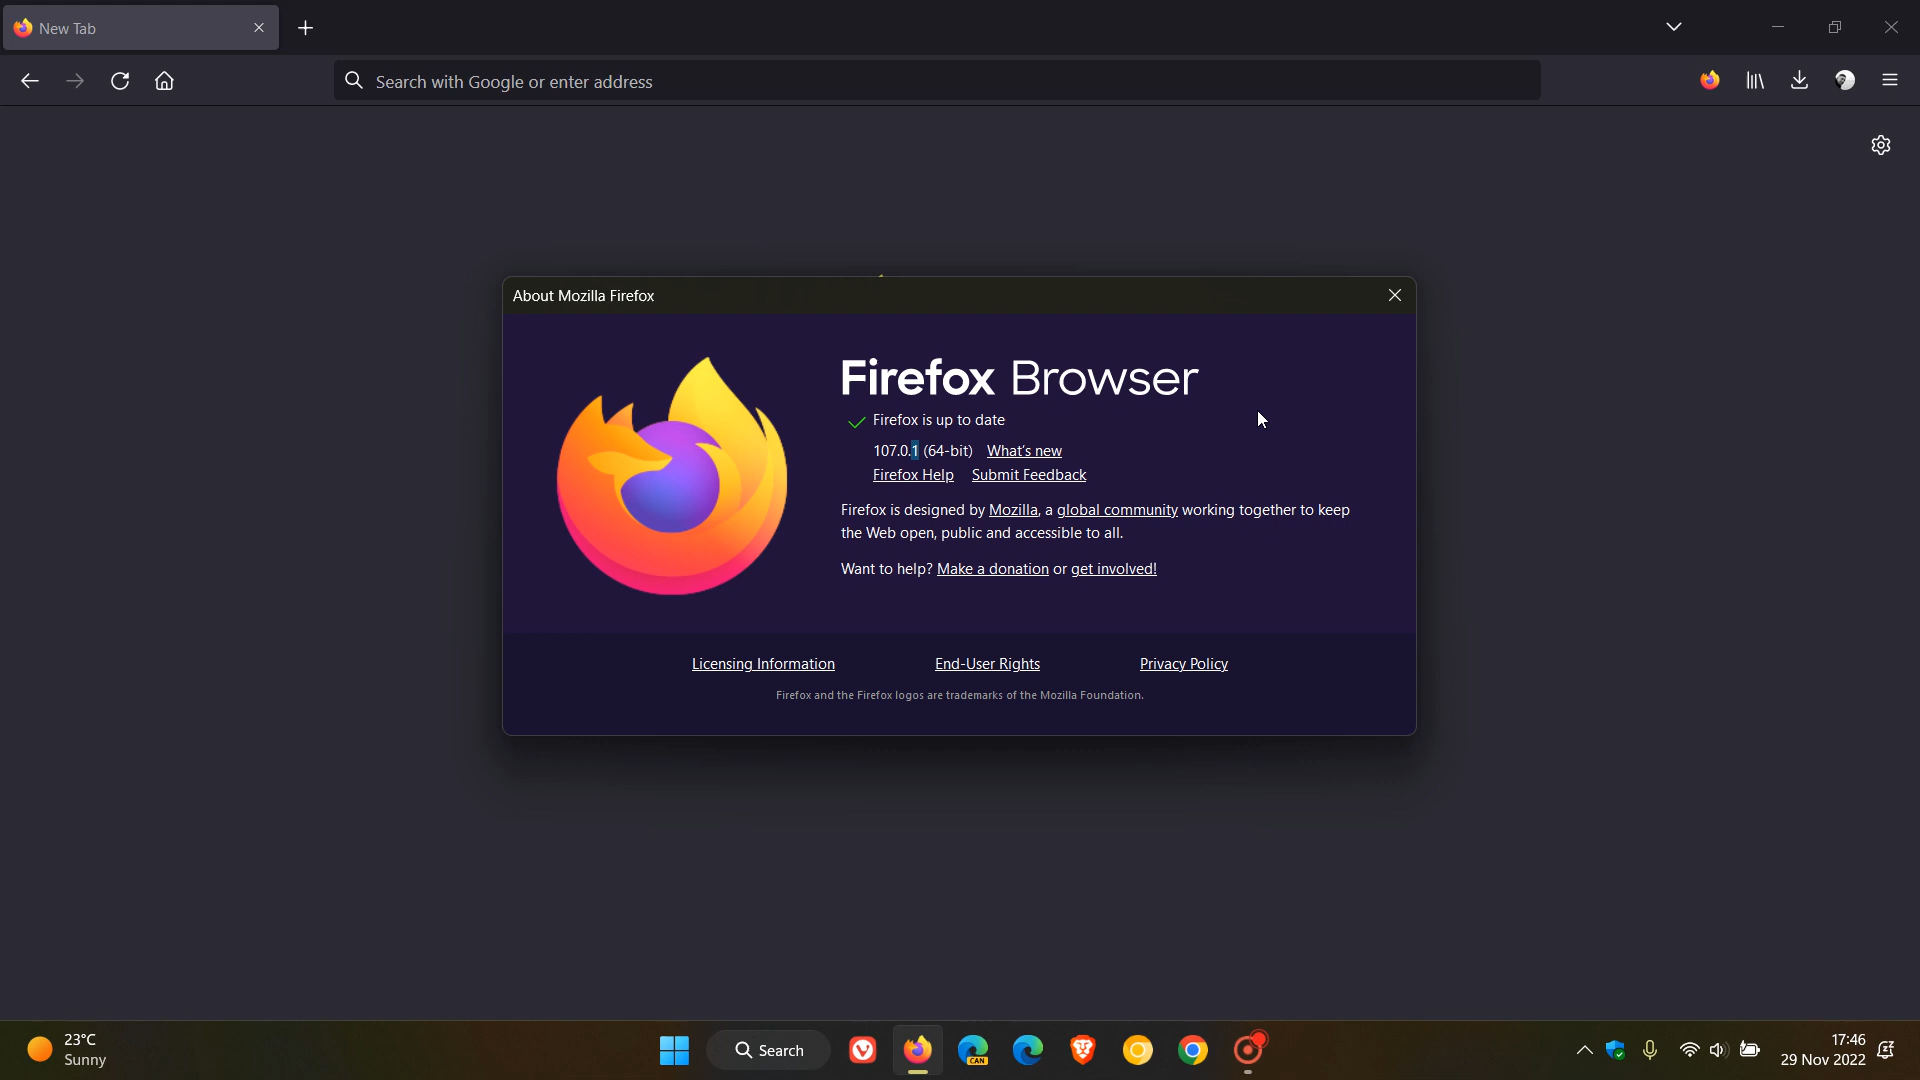 New Tab
Search with Google or enter address
About Mozilla Firefox
Firefox Browser
Firefox is up to date
107.0.1 (64-bit) What's new
Firefox Help Submit Feedback
Firefox is designed by Mozilla, a global community working together to keep
the Web open, public and accessible to all.
Want to help? Make a donation or get involved!
Licensing Information End-User Rights Privacy Policy
Firefox and the Firefox logos are trademarks of the Mozilla Foundation.
23°C
Sunny
Search
CAN
17:46
29 Nov 2022